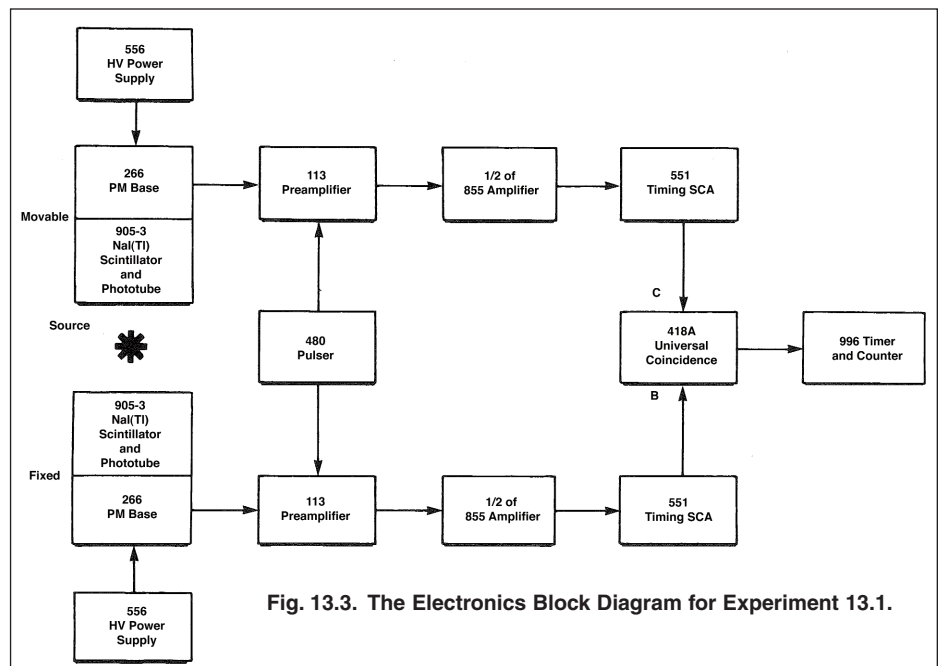 556
HV Power
Supply
266
PM Base
113
Preamplifier
1/2 of
855 Amplifier
551
Timing SCA
Movable
905-3
NaI(Tl)
Scintillator
and
Phototube
C
Source
480
Pulser
418A
Universal
Coincidence
996 Timer
and Counter
B
905-3
NaI(Tl)
Scintillator
and
Phototube
Fixed
266
PM Base
113
Preamplifier
1/2 of
855 Amplifier
551
Timing SCA
556
HV Power
Supply
Fig. 13.3. The Electronics Block Diagram for Experiment 13.1.